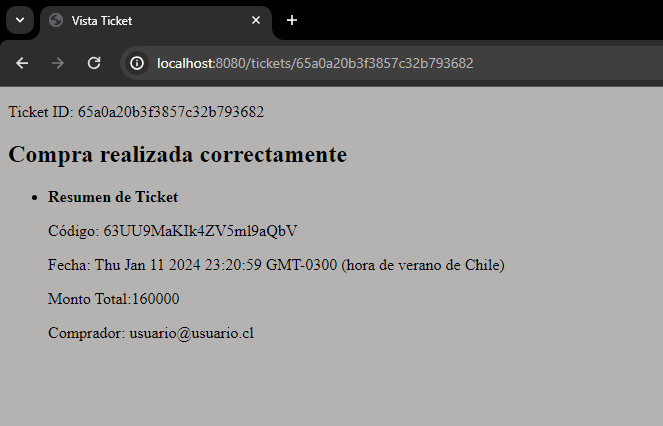 Vista Ticket
localhost:8080/tickets/65a0a20b3f3857c32b793682
Ticket ID: 65a0a20b3f3857c32b793682
Compra realizada correctamente
Resumen de Ticket
Código: 63UU9MaKIk4ZV5ml9aQbV
Fecha: Thu Jan 11 2024 23:20:59 GMT-0300 (hora de verano de Chile)
Monto Total:160000
Comprador: usuario@usuario.cl